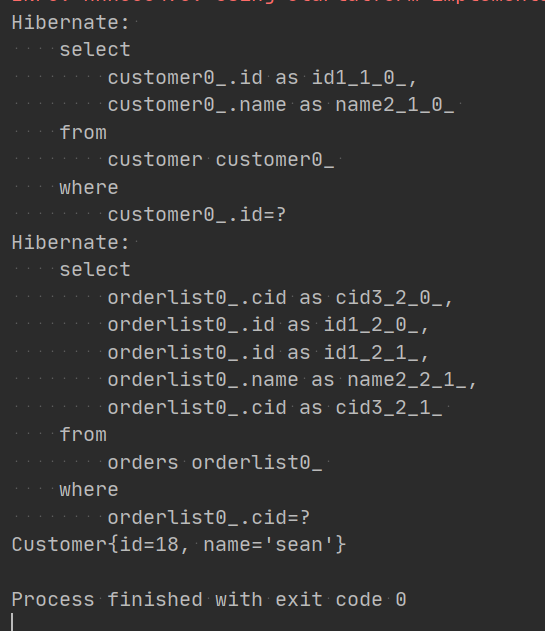 Hibernate:
    select
        customer0_.id as id1_1_0_,
        customer0_.name as name2_1_0_
    from
        customer customer0_
    where
        customer0_.id=?
Hibernate:
    select
        orderlist0_.cid as cid3_2_0_,
        orderlist0_.id as id1_2_0_,
        orderlist0_.id as id1_2_1_,
        orderlist0_.name as name2_2_1_,
        orderlist0_.cid as cid3_2_1_
    from
        orders orderlist0_
    where
        orderlist0_.cid=?
Customer{id=18, name='sean'}

Process finished with exit code 0